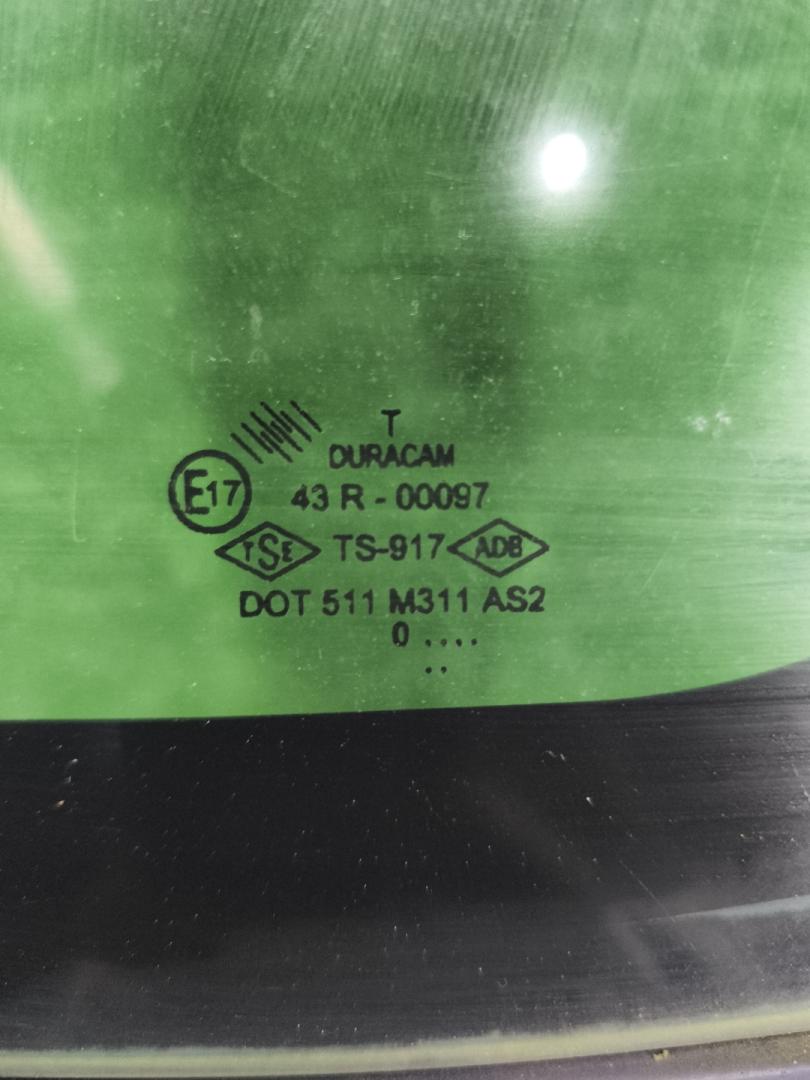 T
DURACAM
E17 43 R - 00097
TSE TS-917 ADB
DOT 511 M311 AS2
0 ....
..